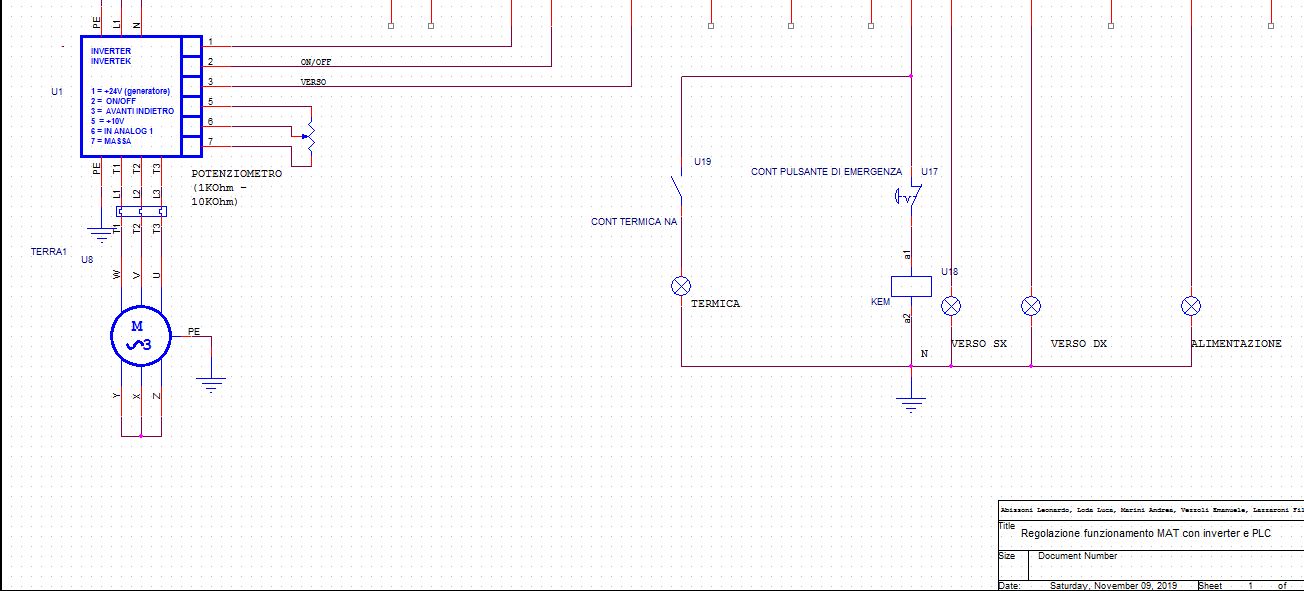 PE
L1
N
INVERTER
INVERTEK
1 = +24V (generatore)
2 = ON/OFF
3 = AVANTI INDIETRO
5 = +10V
6 = IN ANALOG 1
7 = MASSA
U1
1
2
3
5
6
7
ON/OFF
VERSO
PE
T1
T2
T3
POTENZIOMETRO
(1KOhm -
10KOhm)
L1
L2
L3
T1
T2
T3
TERRA1
U8
W
V
U
M
3
PE
Y
X
Z
U19
CONT TERMICA NA
TERMICA
CONT PULSANTE DI EMERGENZA
U17
a1
U18
KEM
a2
N
VERSO SX
VERSO DX
ALIMENTAZIONE
Abizzoni Leonardo, Loda Luca, Marini Andrea, Vezzoli Emanuele, Lazzaroni Fil
Title
Regolazione funzionamento MAT con inverter e PLC
Size
Document Number
Date:
Saturday, November 09, 2019
Sheet
1
of